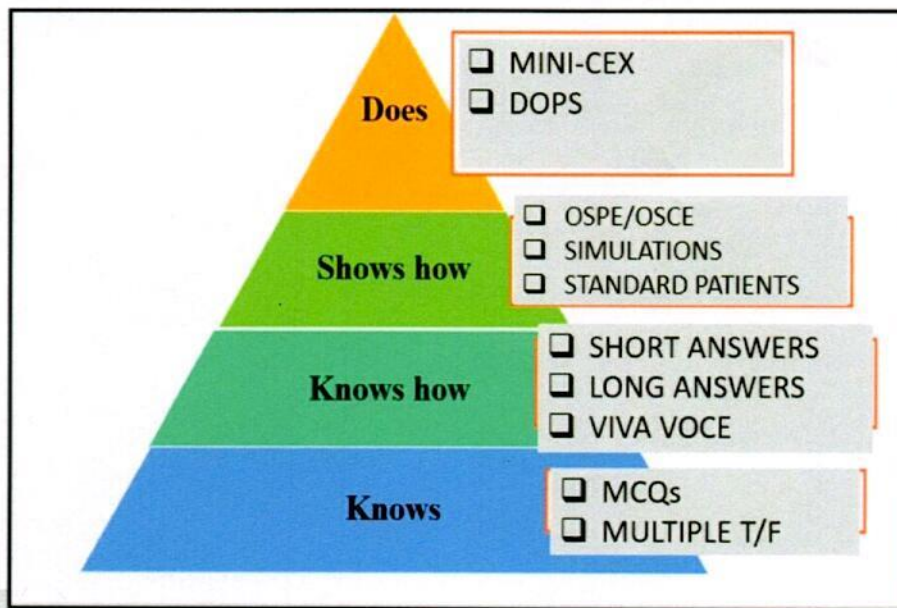 Does
❑ MINI-CEX
❑ DOPS
Shows how
❑ OSPE/OSCE
❑ SIMULATIONS
❑ STANDARD PATIENTS
Knows how
❑ SHORT ANSWERS
❑ LONG ANSWERS
❑ VIVA VOCE
Knows
❑ MCQs
❑ MULTIPLE T/F